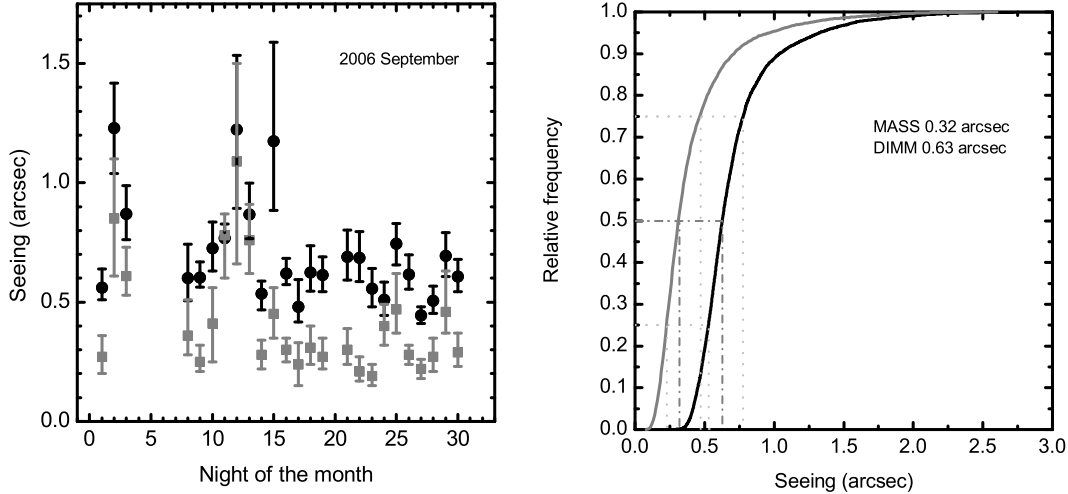 1.5
1.0
0.5
0.0
Seeing (arcsec)
2006 September
0 5 10 15 20 25 30
Night of the month
1.0
0.9
0.8
0.7
0.6
0.5
0.4
0.3
0.2
0.1
0.0
Relative frequency
MASS 0.32 arcsec
DIMM 0.63 arcsec
0.0 0.5 1.0 1.5 2.0 2.5 3.0
Seeing (arcsec)